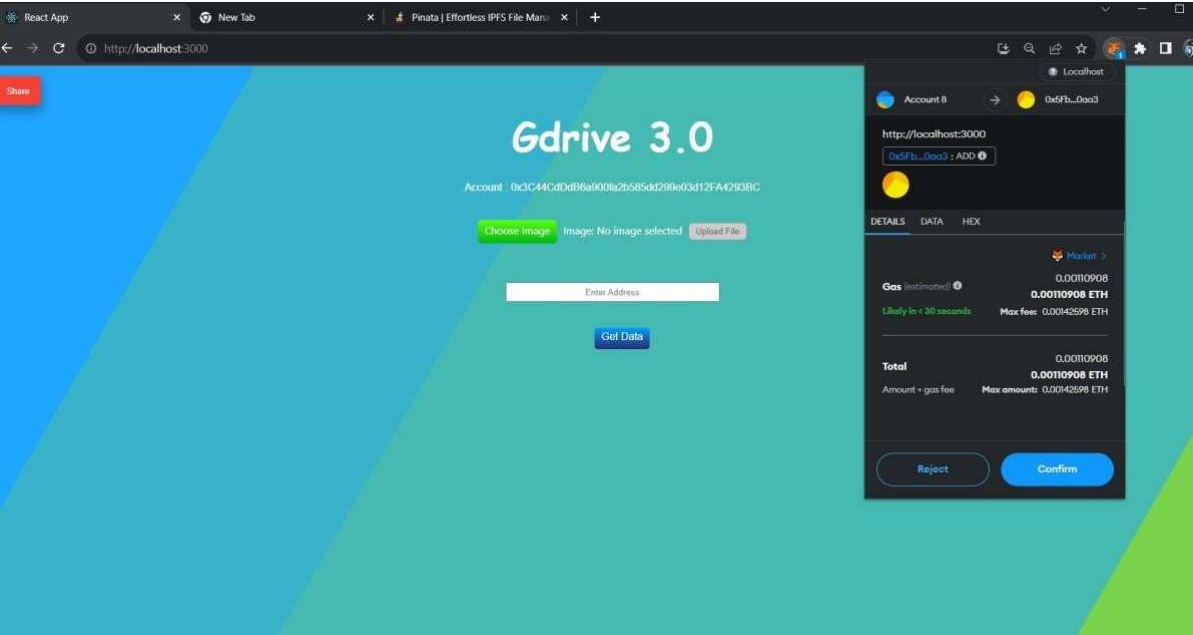 React App
New Tab
Pinata | Effortless IPFS File Mana
http://localhost:3000
Share
Gdrive 3.0
Account : 0x3C44CdDdB6a900fa2b585dd299e03d12FA4293BC
Choose Image Image: No image selected Upload File
Enter Address
Get Data
Localhost
Account 8 0x5Fb...0aa3
http://localhost:3000
0x5Fb...0aa3 : ADD
DETAILS DATA HEX
Market >
Gas (estimated) 0.00110908
0.00110908 ETH
Likely in < 30 seconds Max fee: 0.00142598 ETH
Total 0.00110908
0.00110908 ETH
Amount + gas fee Max amount: 0.00142598 ETH
Reject Confirm